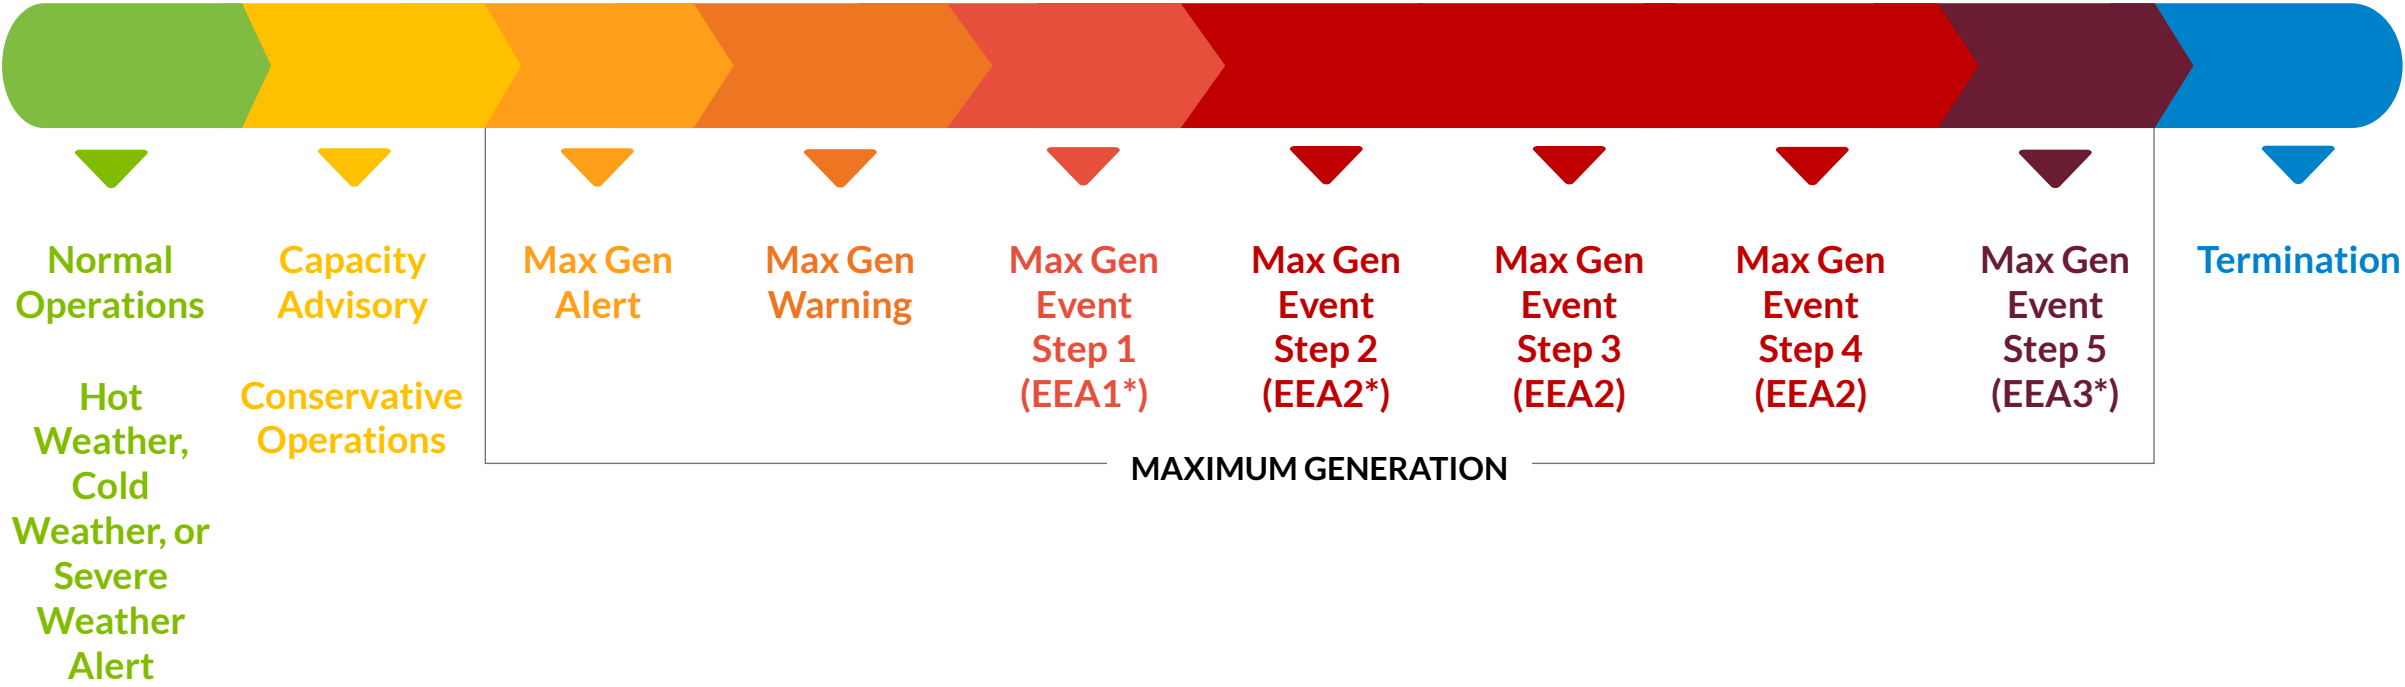 Normal
Operations
Hot
Weather,
Cold
Weather, or
Severe
Weather
Alert
Capacity
Advisory
Conservative
Operations
Max Gen
Alert
Max Gen
Warning
Max Gen
Event
Step 1
(EEA1*)
Max Gen
Event
Step 2
(EEA2*)
Max Gen
Event
Step 3
(EEA2)
Max Gen
Event
Step 4
(EEA2)
Max Gen
Event
Step 5
(EEA3*)
Termination
MAXIMUM GENERATION